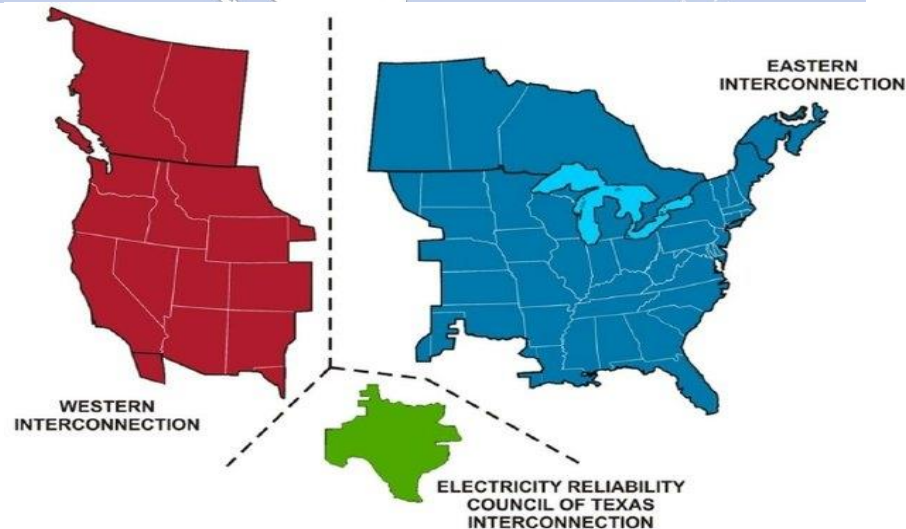 EASTERN
INTERCONNECTION
WESTERN
INTERCONNECTION
ELECTRICITY RELIABILITY
COUNCIL OF TEXAS
INTERCONNECTION